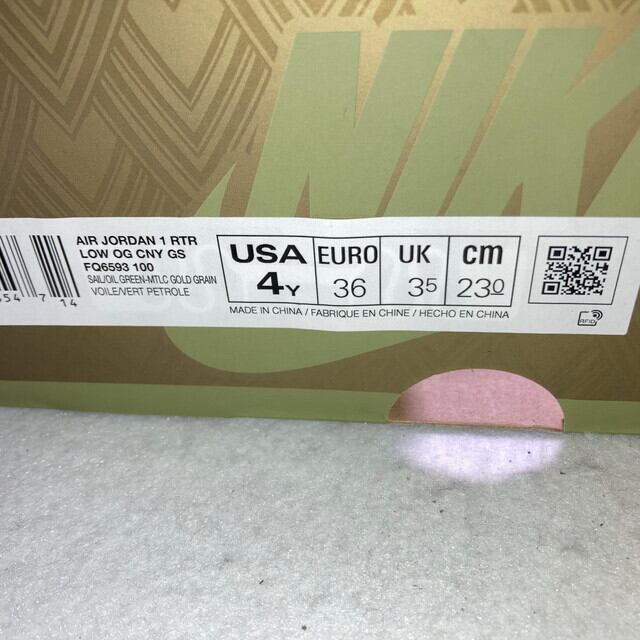 NIK
AIR JORDAN 1 RTR
LOW OG CNY GS
FQ6593 100
SAIL/OIL GREEN-MTLC GOLD GRAIN
VOILE/VERT PETROLE
USA
4Y
EURO
36
UK
35
cm
230
MADE IN CHINA / FABRIQUE EN CHINE / HECHO EN CHINA
54 7 14
RFID